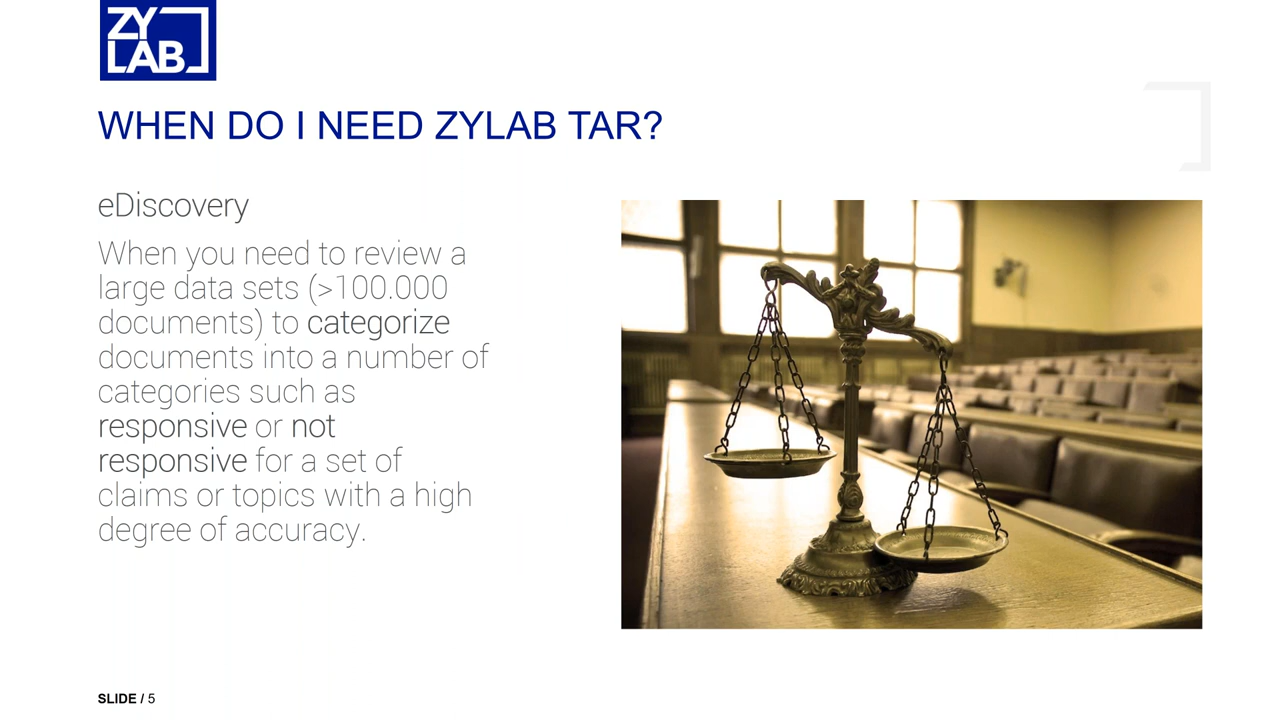 ZY
LAB
WHEN DO I NEED ZYLAB TAR?
eDiscovery
When you need to review a
large data sets (>100.000
documents) to categorize
documents into a number of
categories such as
responsive or not
responsive for a set of
claims or topics with a high
degree of accuracy.
SLIDE / 5